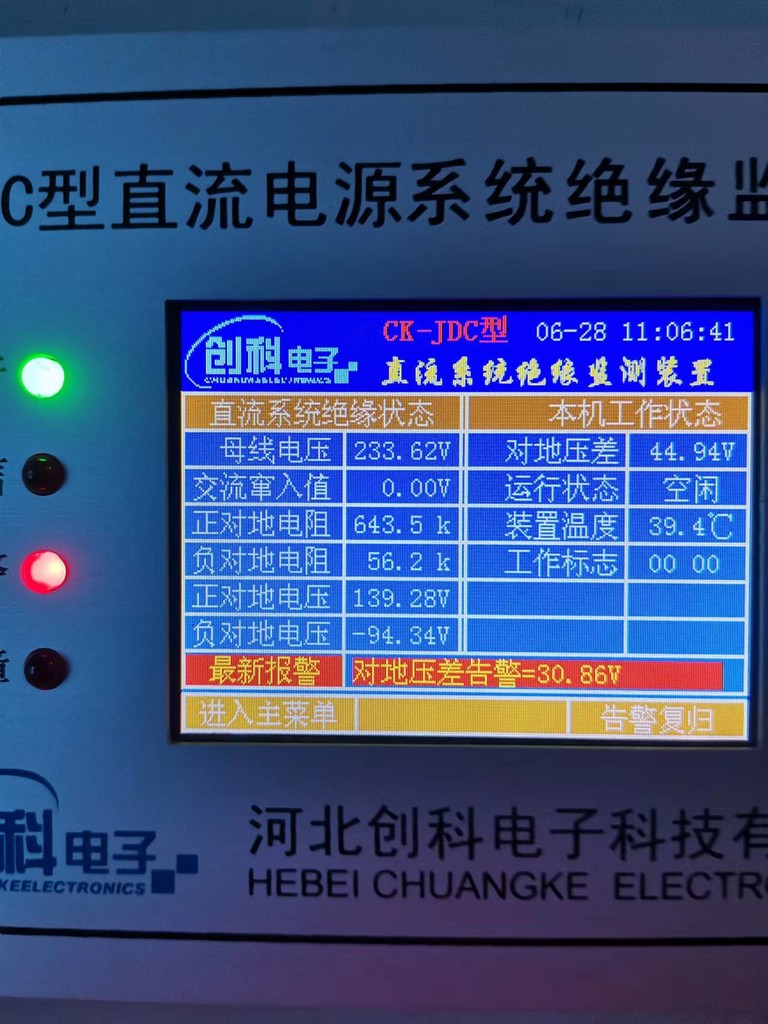 C型直流电源系统绝缘监
创科电子 CK-JDC型 06-28 11:06:41
直流系统绝缘监测装置
直流系统绝缘状态 本机工作状态
母线电压 233.62V 对地压差 44.94V
交流窜入值 0.00V 运行状态 空闲
正对地电阻 643.5 k 装置温度 39.4℃
负对地电阻 56.2 k 工作标志 00 00
正对地电压 139.28V
负对地电压 -94.34V
最新报警 对地压差告警=30.86V
进入主菜单 告警复归
科电子
KEELECTRONICS
河北创科电子科技有
HEBEI CHUANGKE ELECTRO